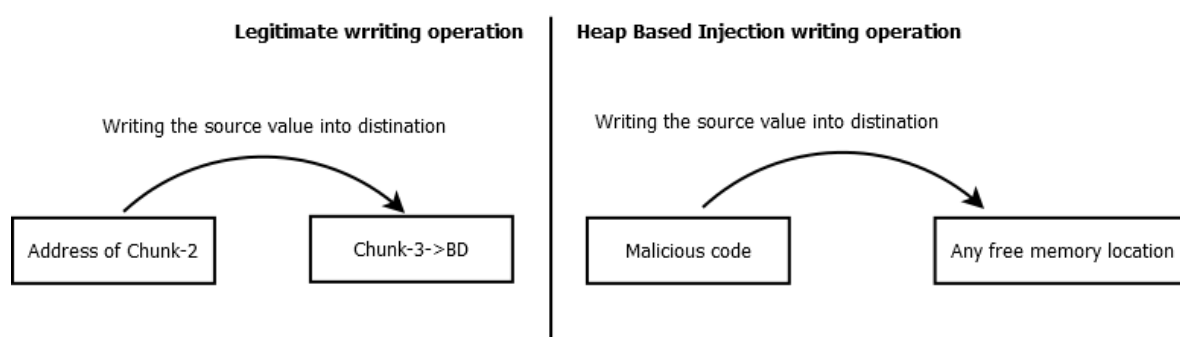 Legitimate wrriting operation
Heap Based Injection writing operation
Writing the source value into distination
Writing the source value into distination
Address of Chunk-2
Chunk-3->BD
Malicious code
Any free memory location